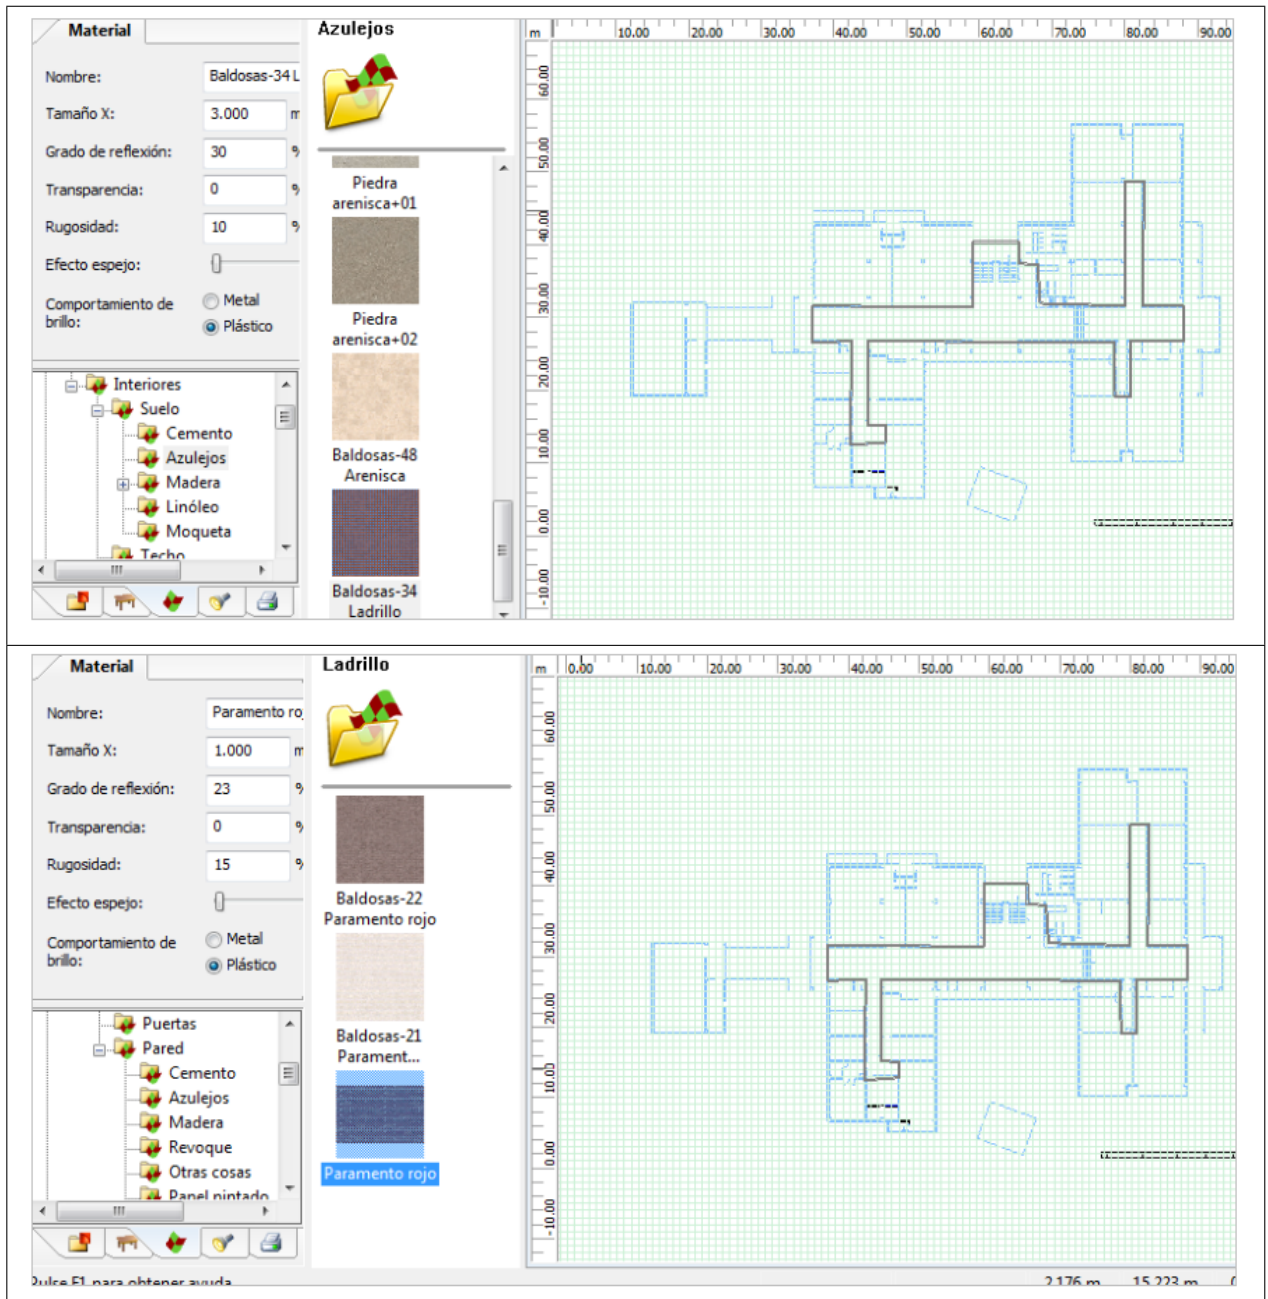 Material
Nombre:
Baldosas-34 L
Tamaño X:
3.000
m
Grado de reflexión:
30
%
Transparencia:
0
%
Rugosidad:
10
%
Efecto espejo:
Comportamiento de
brillo:
Metal
Plástico
Interiores
Suelo
Cemento
Azulejos
Madera
Linóleo
Moqueta
Techo
Azulejos
Piedra
arenisca+01
Piedra
arenisca+02
Baldosas-48
Arenisca
Baldosas-34
Ladrillo
m
10.00 20.00 30.00 40.00 50.00 60.00 70.00 80.00 90.00
60.00
50.00
40.00
30.00
20.00
10.00
0.00
-10.00
Material
Nombre:
Paramento ro
Tamaño X:
1.000
m
Grado de reflexión:
23
%
Transparencia:
0
%
Rugosidad:
15
%
Efecto espejo:
Comportamiento de
brillo:
Metal
Plástico
Puertas
Pared
Cemento
Azulejos
Madera
Revoque
Otras cosas
Panel pintado
Ladrillo
Baldosas-22
Paramento rojo
Baldosas-21
Parament...
Paramento rojo
m
0.00 10.00 20.00 30.00 40.00 50.00 60.00 70.00 80.00 90.00
60.00
50.00
40.00
30.00
20.00
10.00
0.00
-10.00
Pulse F1 para obtener ayuda
2.176 m 15.223 m